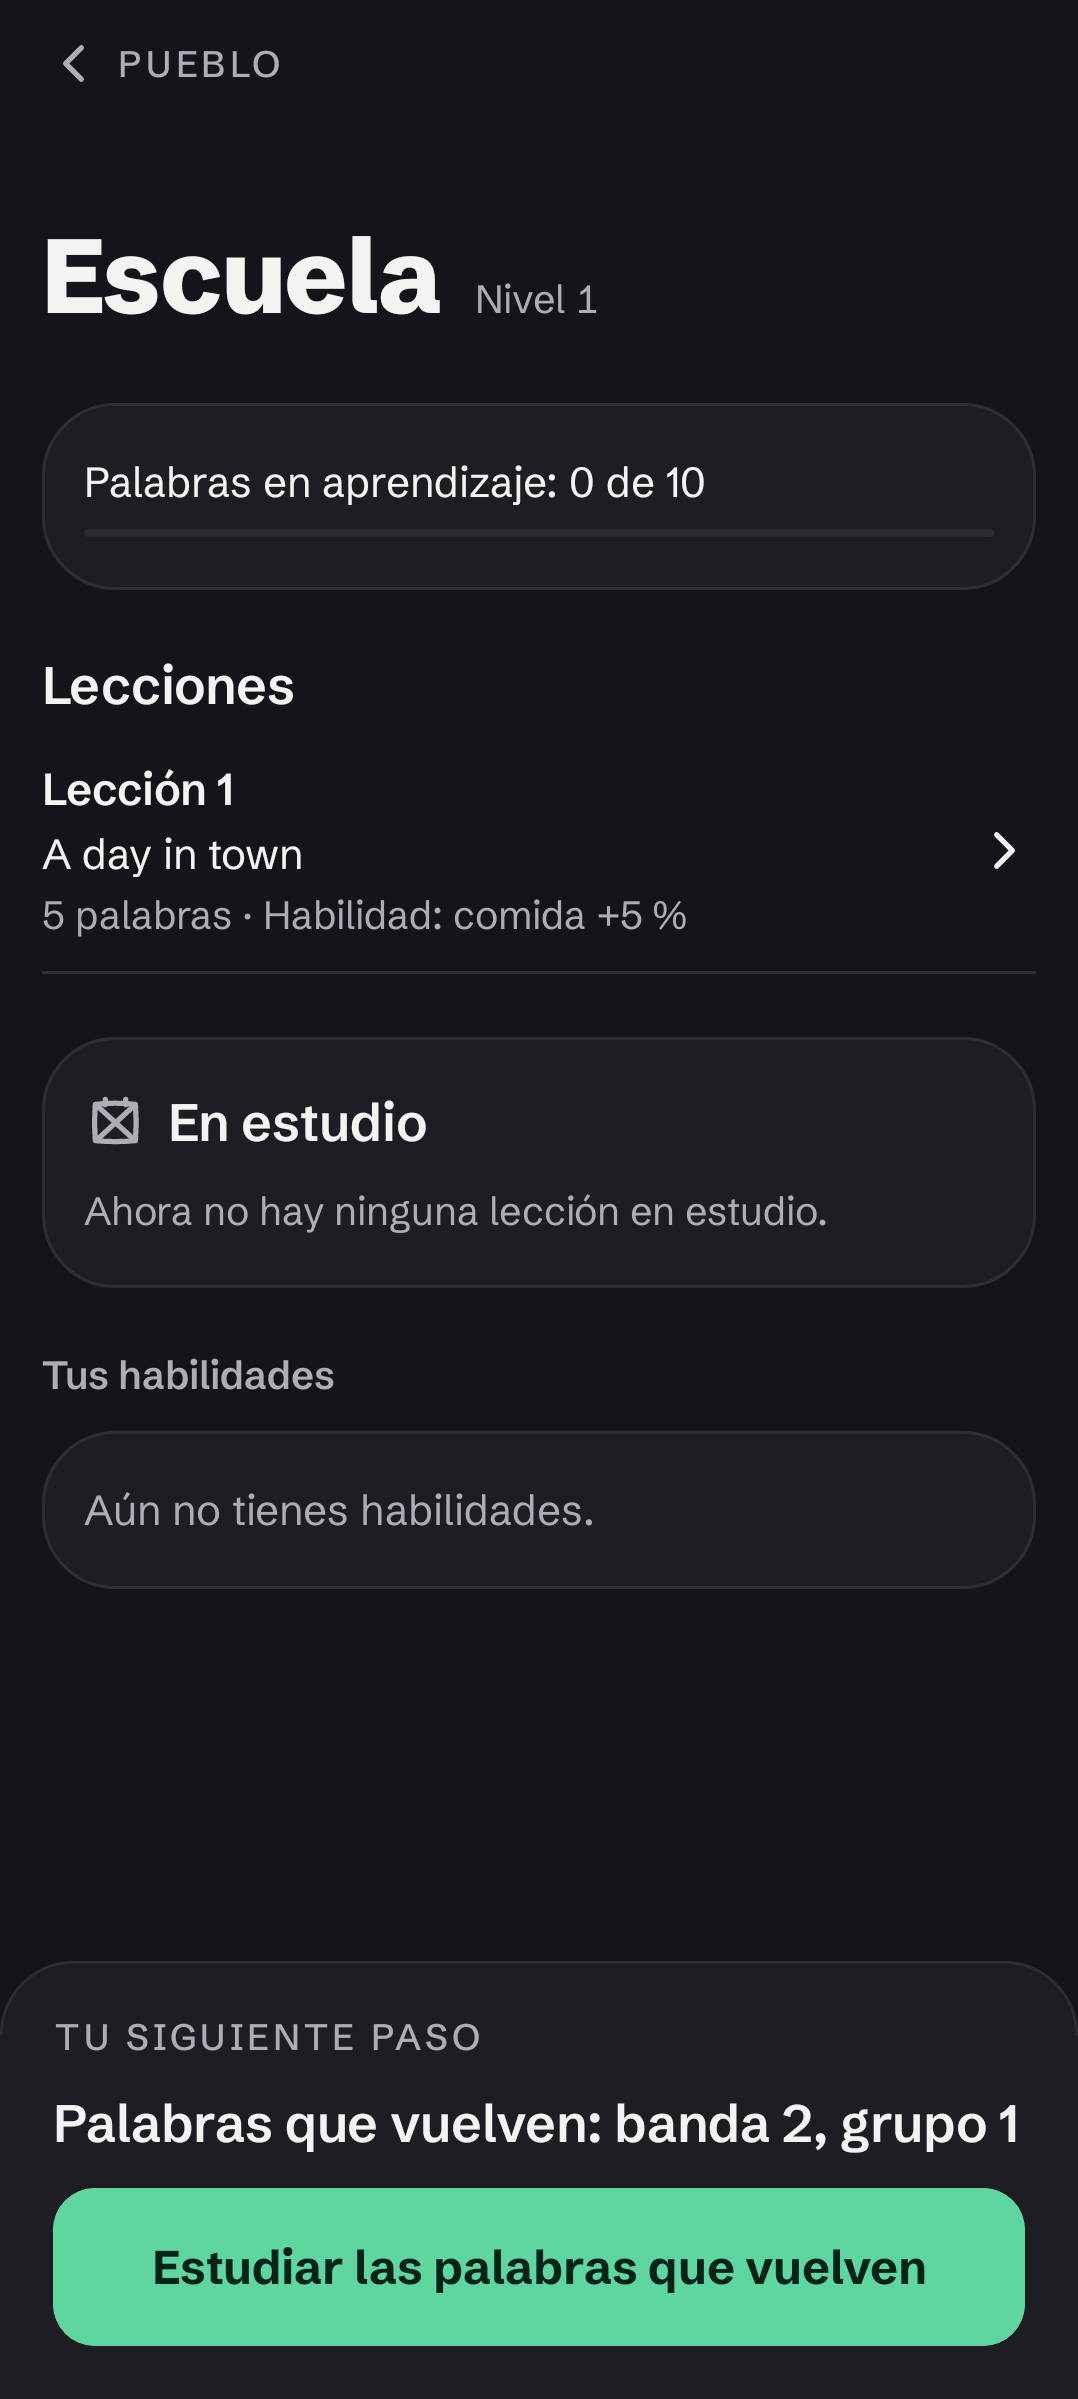 PUEBLO
Escuela Nivel 1
Palabras en aprendizaje: 0 de 10
Lecciones
Lección 1
A day in town
5 palabras · Habilidad: comida +5 %
En estudio
Ahora no hay ninguna lección en estudio.
Tus habilidades
Aún no tienes habilidades.
TU SIGUIENTE PASO
Palabras que vuelven: banda 2, grupo 1
Estudiar las palabras que vuelven